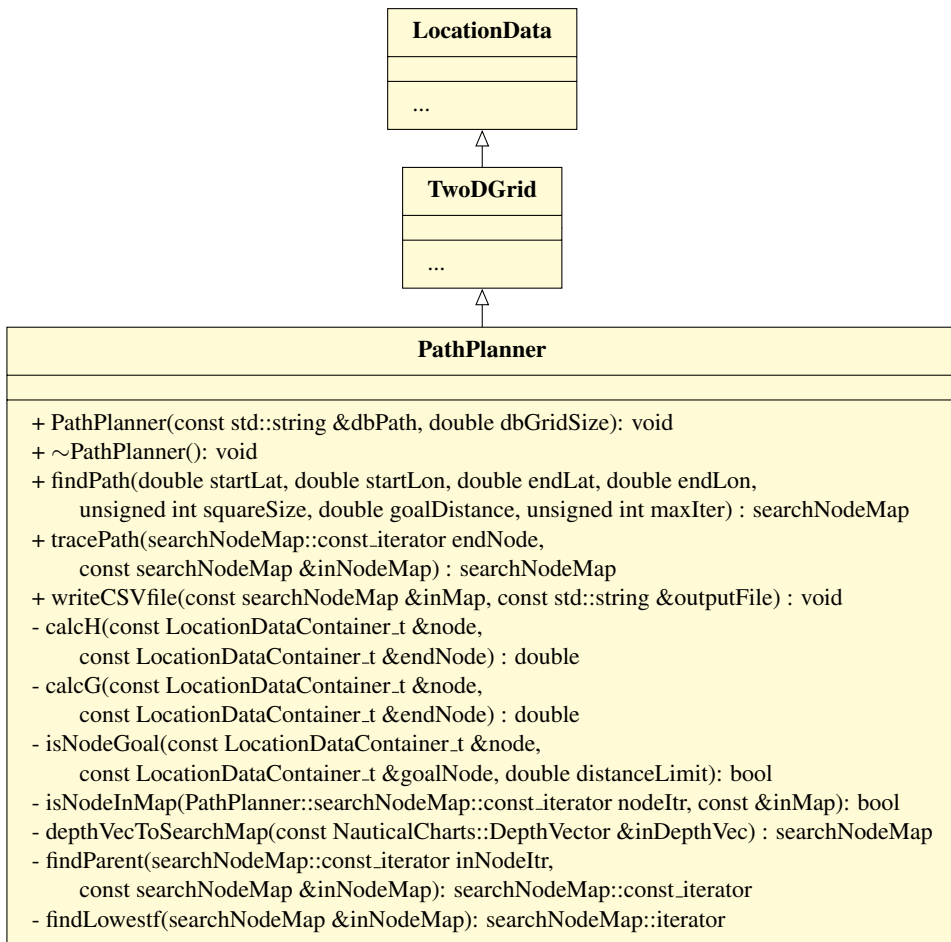 LocationData
...
TwoDGrid
...
PathPlanner
+ PathPlanner(const std::string &dbPath, double dbGridSize): void
+ ∼PathPlanner(): void
+ findPath(double startLat, double startLon, double endLat, double endLon,
unsigned int squareSize, double goalDistance, unsigned int maxIter) : searchNodeMap
+ tracePath(searchNodeMap::const_iterator endNode,
const searchNodeMap &inNodeMap) : searchNodeMap
+ writeCSVfile(const searchNodeMap &inMap, const std::string &outputFile) : void
- calcH(const LocationDataContainer_t &node,
const LocationDataContainer_t &endNode) : double
- calcG(const LocationDataContainer_t &node,
const LocationDataContainer_t &endNode) : double
- isNodeGoal(const LocationDataContainer_t &node,
const LocationDataContainer_t &goalNode, double distanceLimit): bool
- isNodeInMap(PathPlanner::searchNodeMap::const_iterator nodeItr, const &inMap): bool
- depthVecToSearchMap(const NauticalCharts::DepthVector &inDepthVec) : searchNodeMap
- findParent(searchNodeMap::const_iterator inNodeItr,
const searchNodeMap &inNodeMap): searchNodeMap::const_iterator
- findLowestf(searchNodeMap &inNodeMap): searchNodeMap::iterator